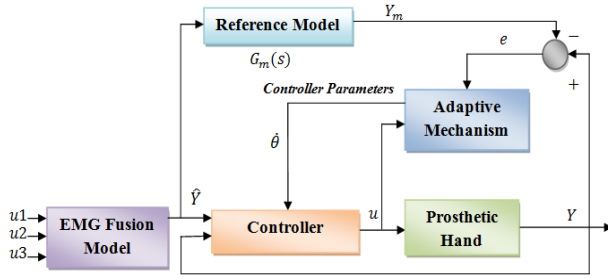 Reference Model
Y_m
−
G_m(s)
e
+
Controller Parameters
Adaptive
Mechanism
θ̇
u1
u2
u3
EMG Fusion
Model
Ŷ
Controller
u
Prosthetic
Hand
Y